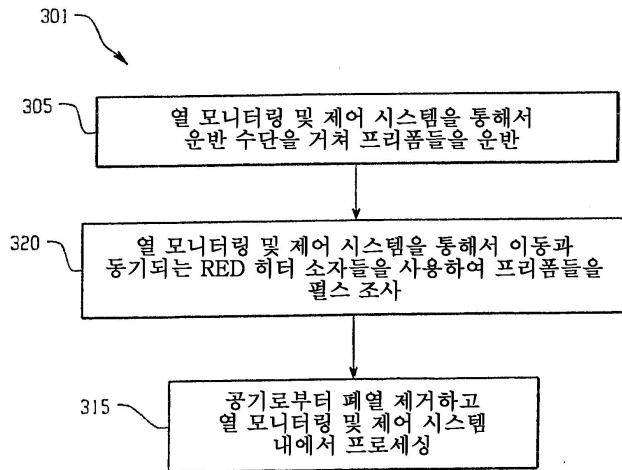 301
305
열 모니터링 및 제어 시스템을 통해서
운반 수단을 거쳐 프리폼들을 운반
320
열 모니터링 및 제어 시스템을 통해서 이동과
동기되는 RED 히터 소자들을 사용하여 프리폼들을
펄스 조사
315
공기로부터 폐열 제거하고
열 모니터링 및 제어 시스템
내에서 프로세싱